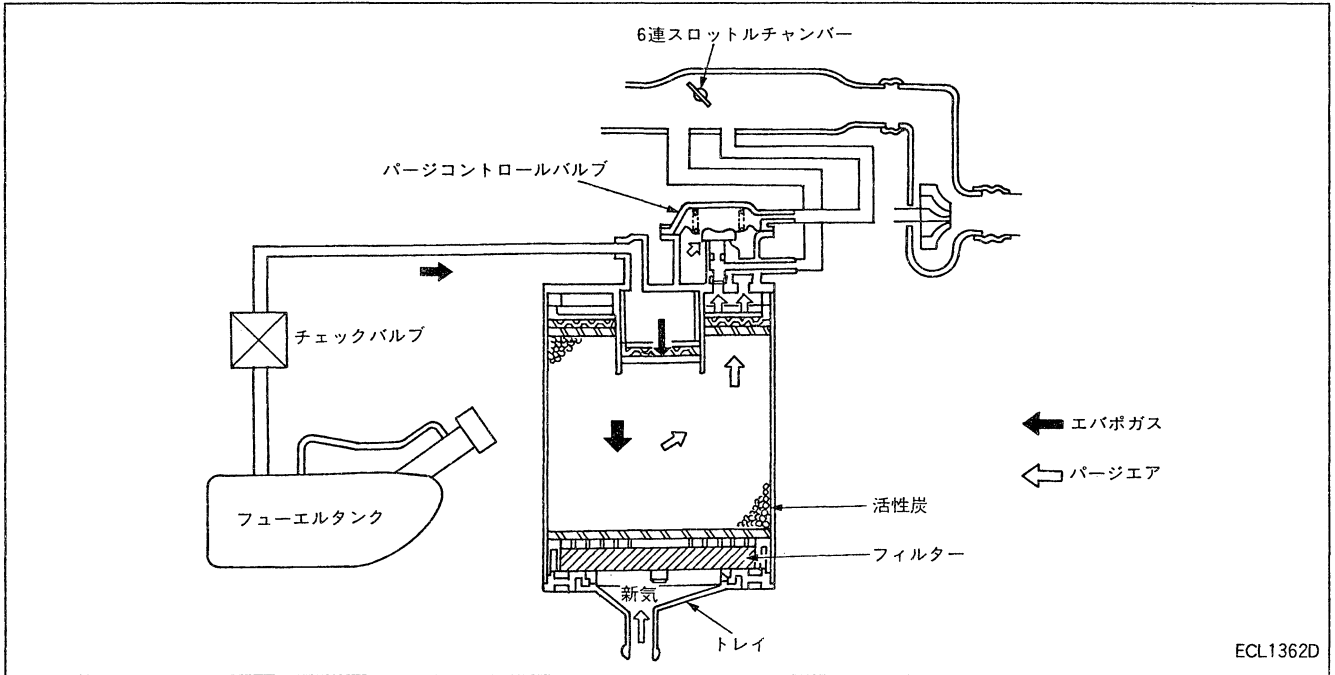 6連スロットルチャンバー
パージコントロールバルブ
チェックバルブ
フューエルタンク
エバポガス
パージエア
活性炭
フィルター
新気
トレイ
ECL1362D